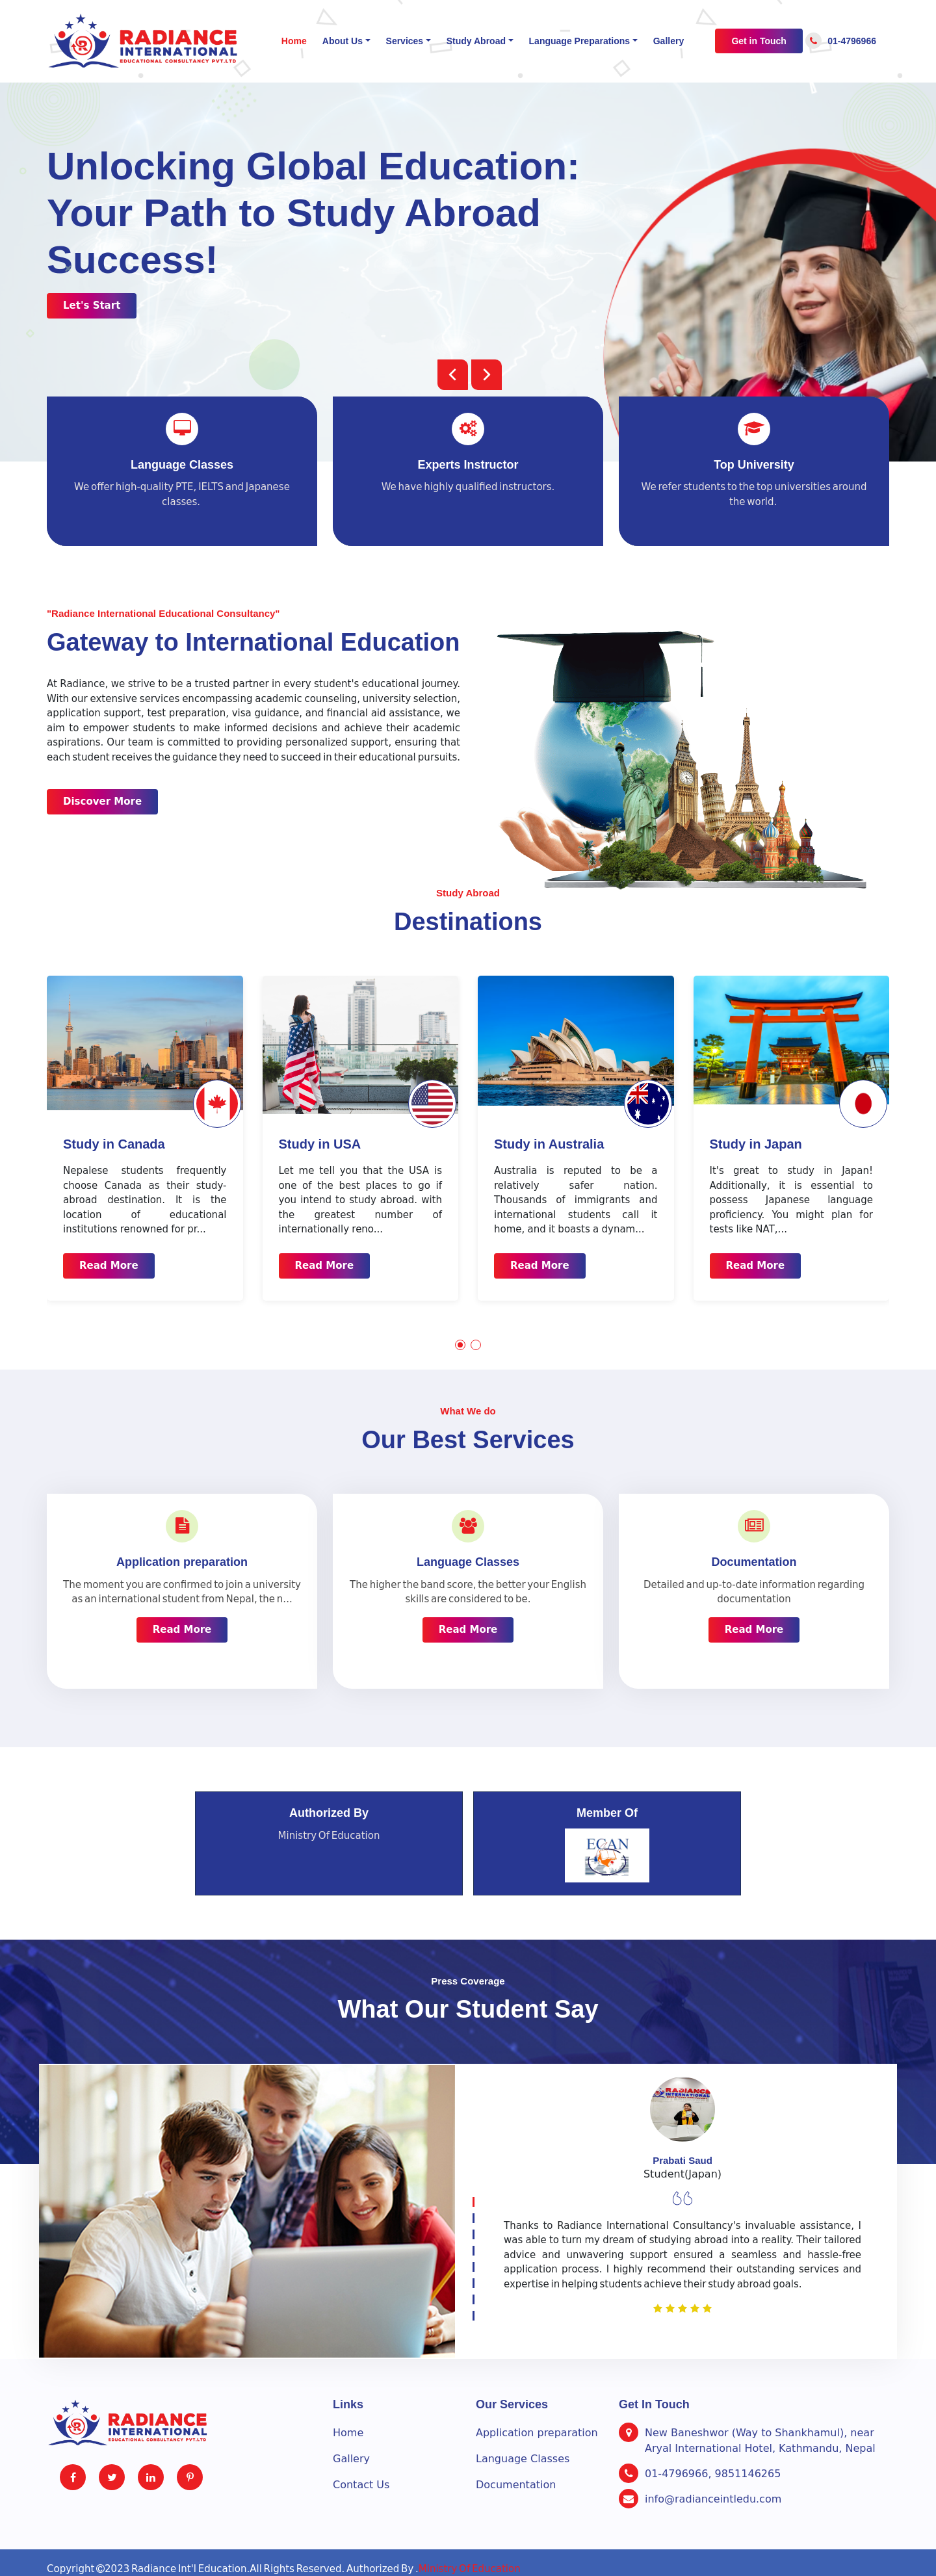 RADIANCE
INTERNATIONAL
EDUCATIONAL CONSULTANCY PVT.LTD
Home
About Us
Services
Study Abroad
Language Preparations
Gallery
Get in Touch
01-4796966
Unlocking Global Education:
Your Path to Study Abroad
Success!
Let's Start
Language Classes
We offer high-quality PTE, IELTS and Japanese
classes.
Experts Instructor
We have highly qualified instructors.
Top University
We refer students to the top universities around
the world.
"Radiance International Educational Consultancy"
Gateway to International Education
At Radiance, we strive to be a trusted partner in every student's educational journey.
With our extensive services encompassing academic counseling, university selection,
application support, test preparation, visa guidance, and financial aid assistance, we
aim to empower students to make informed decisions and achieve their academic
aspirations. Our team is committed to providing personalized support, ensuring that
each student receives the guidance they need to succeed in their educational pursuits.
Discover More
Study Abroad
Destinations
Study in Canada
Nepalese students frequently
choose Canada as their study-
abroad destination. It is the
location of educational
institutions renowned for pr...
Read More
Study in USA
Let me tell you that the USA is
one of the best places to go if
you intend to study abroad. with
the greatest number of
internationally reno...
Read More
Study in Australia
Australia is reputed to be a
relatively safer nation.
Thousands of immigrants and
international students call it
home, and it boasts a dynam...
Read More
Study in Japan
It's great to study in Japan!
Additionally, it is essential to
possess Japanese language
proficiency. You might plan for
tests like NAT,...
Read More
What We do
Our Best Services
Application preparation
The moment you are confirmed to join a university
as an international student from Nepal, the n...
Read More
Language Classes
The higher the band score, the better your English
skills are considered to be.
Read More
Documentation
Detailed and up-to-date information regarding
documentation
Read More
Authorized By
Ministry Of Education
Member Of
ECAN
Press Coverage
What Our Student Say
RADIANCE
INTERNATIONAL
Prabati Saud
Student(Japan)
Thanks to Radiance International Consultancy's invaluable assistance, I
was able to turn my dream of studying abroad into a reality. Their tailored
advice and unwavering support ensured a seamless and hassle-free
application process. I highly recommend their outstanding services and
expertise in helping students achieve their study abroad goals.
RADIANCE
INTERNATIONAL
EDUCATIONAL CONSULTANCY PVT.LTD
Links
Home
Gallery
Contact Us
Our Services
Application preparation
Language Classes
Documentation
Get In Touch
New Baneshwor (Way to Shankhamul), near
Aryal International Hotel, Kathmandu, Nepal
01-4796966, 9851146265
info@radianceintledu.com
Copyright ©2023 Radiance Int'l Education.All Rights Reserved. Authorized By . Ministry Of Education